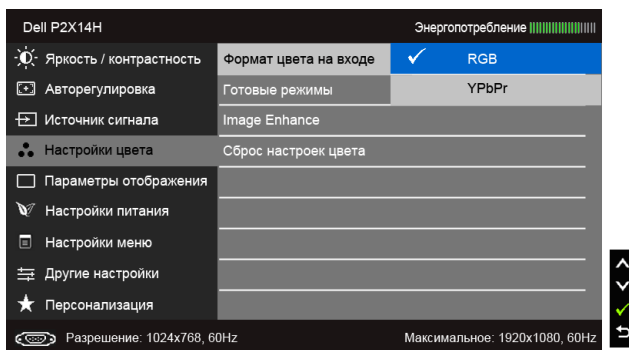 Dell P2X14H
Энергопотребление
Яркость / контрастность
Формат цвета на входе
RGB
Авторегулировка
Готовые режимы
YPbPr
Источник сигнала
Image Enhance
Настройки цвета
Сброс настроек цвета
Параметры отображения
Настройки питания
Настройки меню
Другие настройки
Персонализация
Разрешение: 1024x768, 60Hz
Максимальное: 1920x1080, 60Hz